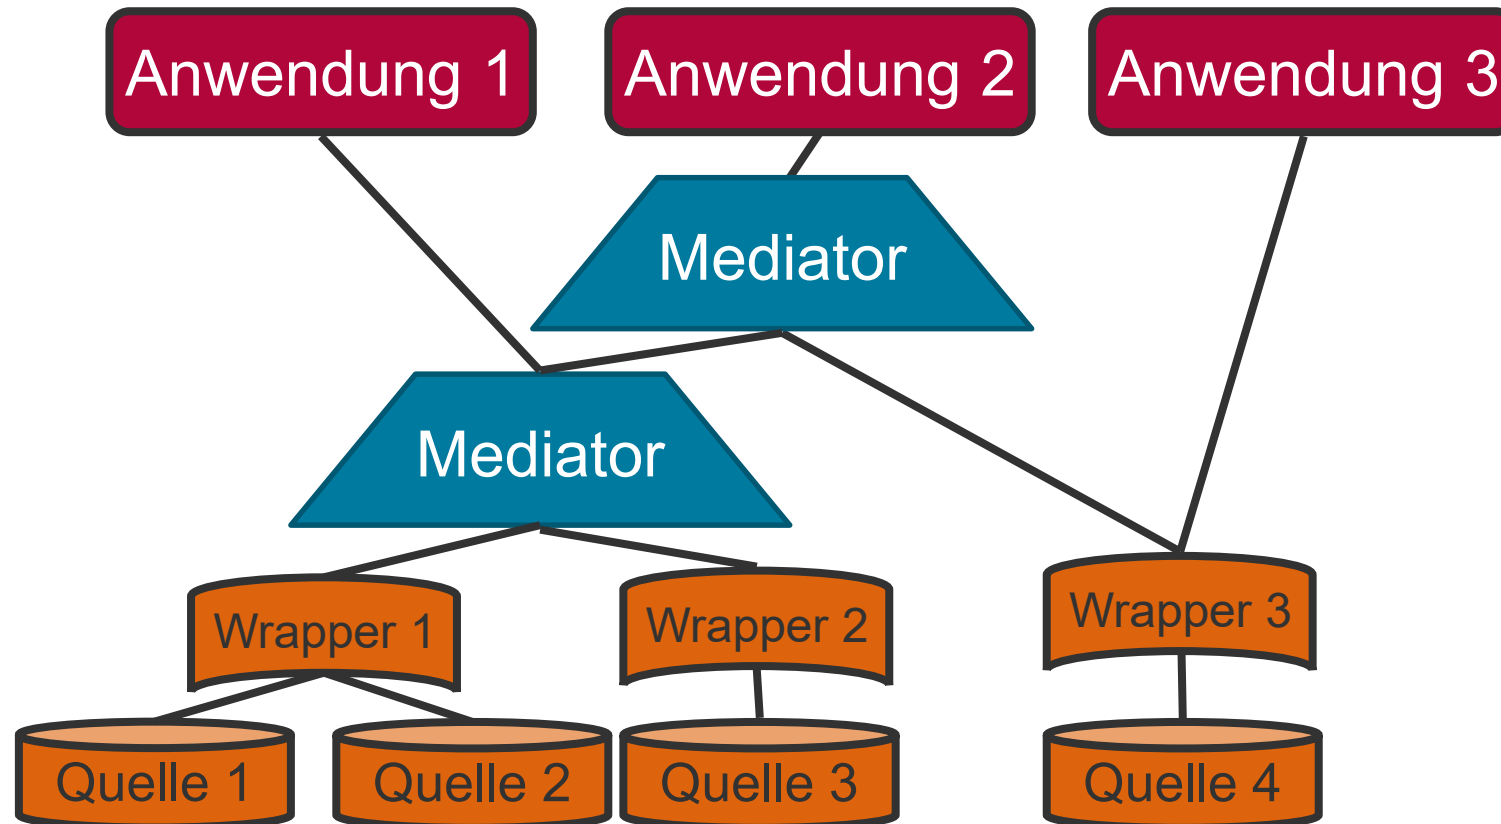 Anwendung 1
Anwendung 2
Anwendung 3
Mediator
Mediator
Wrapper 1
Wrapper 2
Wrapper 3
Quelle 1
Quelle 2
Quelle 3
Quelle 4